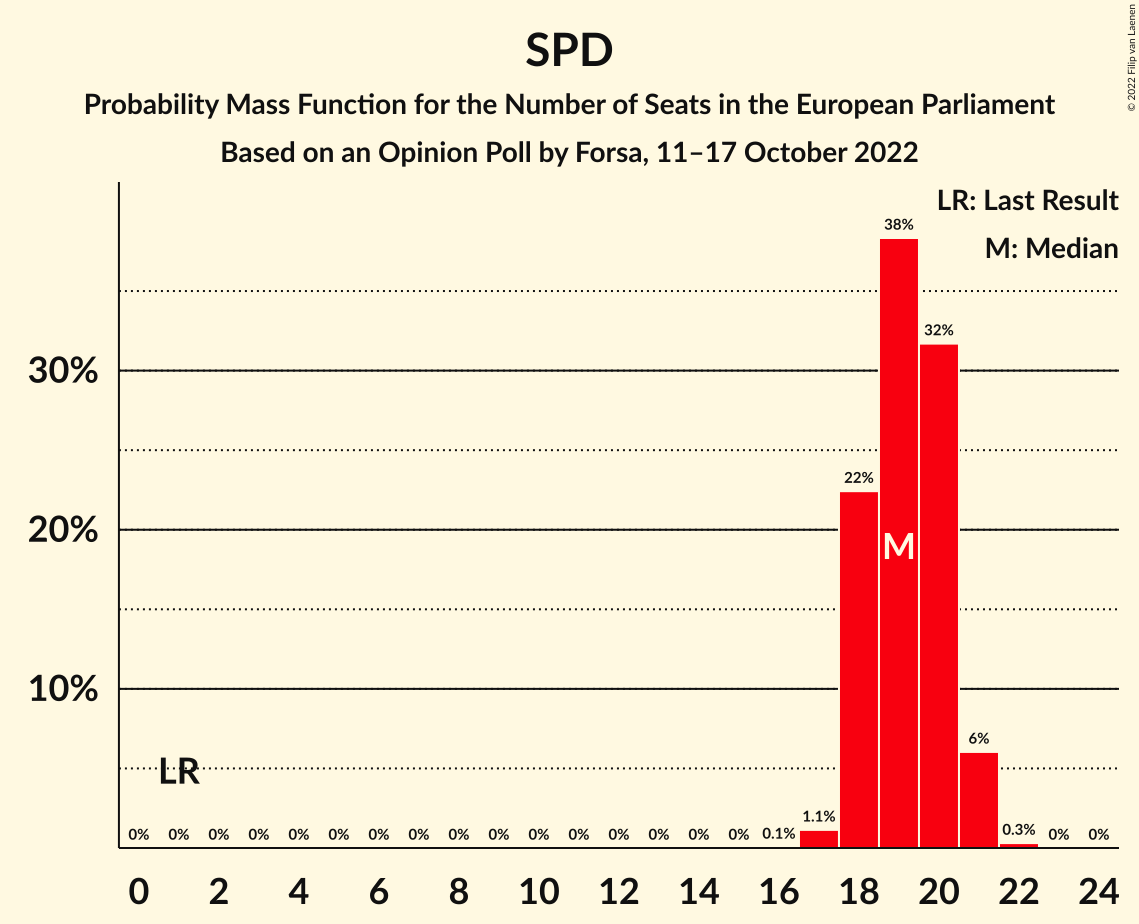 SPD
Probability Mass Function for the Number of Seats in the European Parliament
Based on an Opinion Poll by Forsa, 11–17 October 2022
© 2022 Filip van Laenen
LR: Last Result
M: Median
38%
32%
30%
22%
20%
M
10%
6%
LR
0% 0% 0% 0% 0% 0% 0% 0% 0% 0% 0% 0% 0% 0% 0% 0% 0.1% 1.1% 0.3% 0% 0%
0 2 4 6 8 10 12 14 16 18 20 22 24